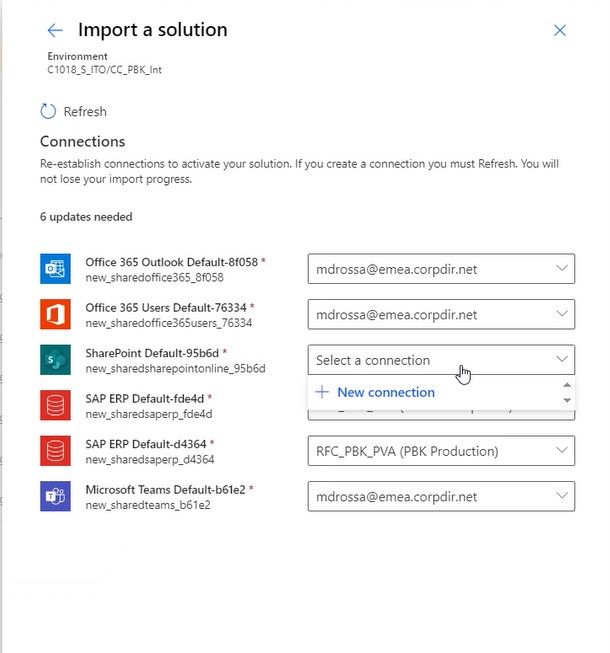 Import a solution
Environment
C1018_S_ITO/CC_PBK_Int
Refresh
Connections
Re-establish connections to activate your solution. If you create a connection you must Refresh. You will
not lose your import progress.
6 updates needed
Office 365 Outlook Default-8f058 *
new_sharedoffice365_8f058
mdrossa@emea.corpdir.net
Office 365 Users Default-76334 *
new_sharedoffice365users_76334
mdrossa@emea.corpdir.net
SharePoint Default-95b6d *
new_sharedsharepointonline_95b6d
Select a connection
New connection
SAP ERP Default-fde4d *
new_sharedsaperp_fde4d
SAP ERP Default-d4364 *
new_sharedsaperp_d4364
RFC_PBK_PVA (PBK Production)
Microsoft Teams Default-b61e2 *
new_sharedteams_b61e2
mdrossa@emea.corpdir.net